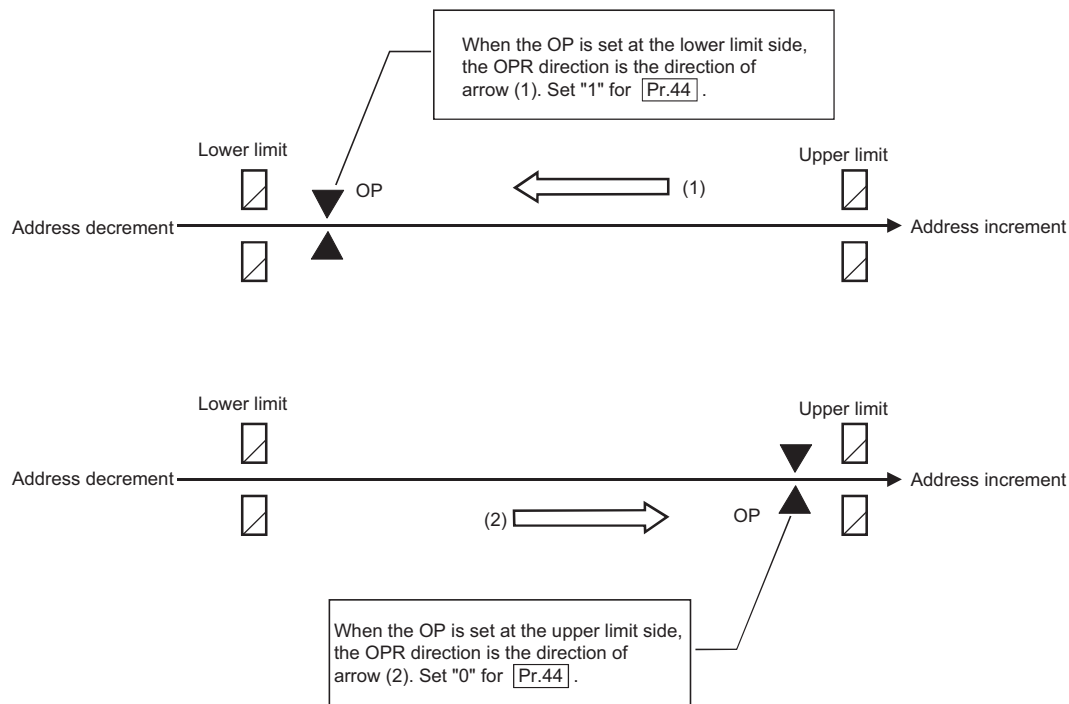 When the OP is set at the lower limit side,
the OPR direction is the direction of
arrow (1). Set "1" for Pr.44 .
Lower limit
Upper limit
OP
(1)
Address decrement
Address increment
Lower limit
Upper limit
Address decrement
Address increment
(2)
OP
When the OP is set at the upper limit side,
the OPR direction is the direction of
arrow (2). Set "0" for Pr.44 .